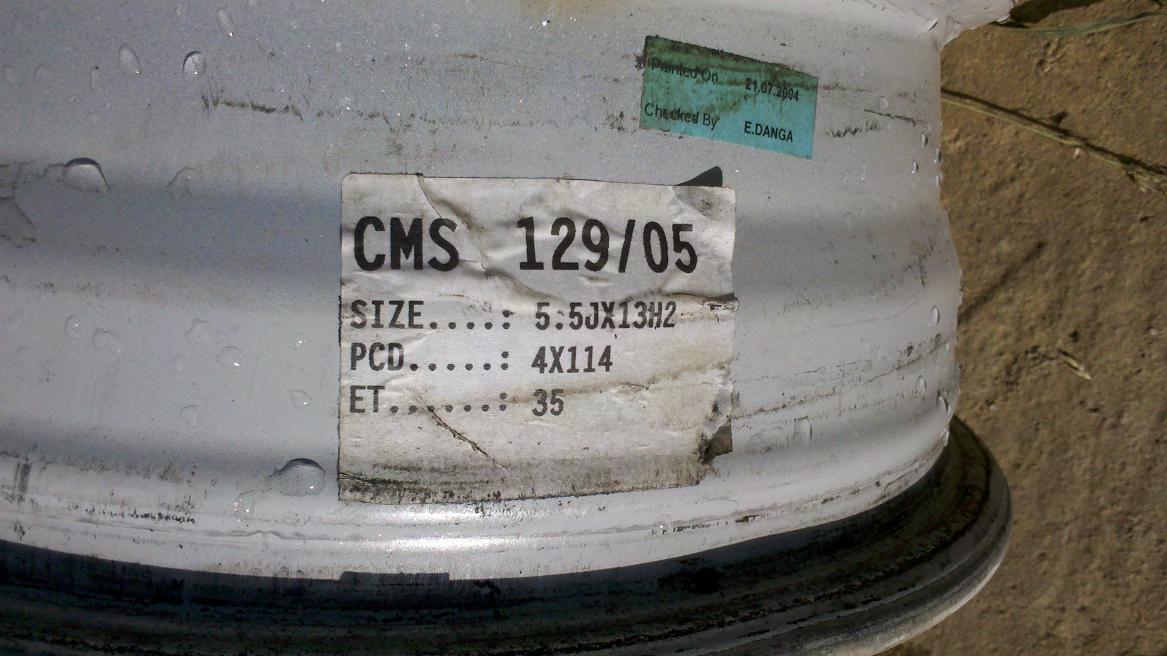 Painted On 21.07.2004
Checked By E.DANGA
CMS 129/05
SIZE....: 5.5JX13H2
PCD.....: 4X114
ET......: 35